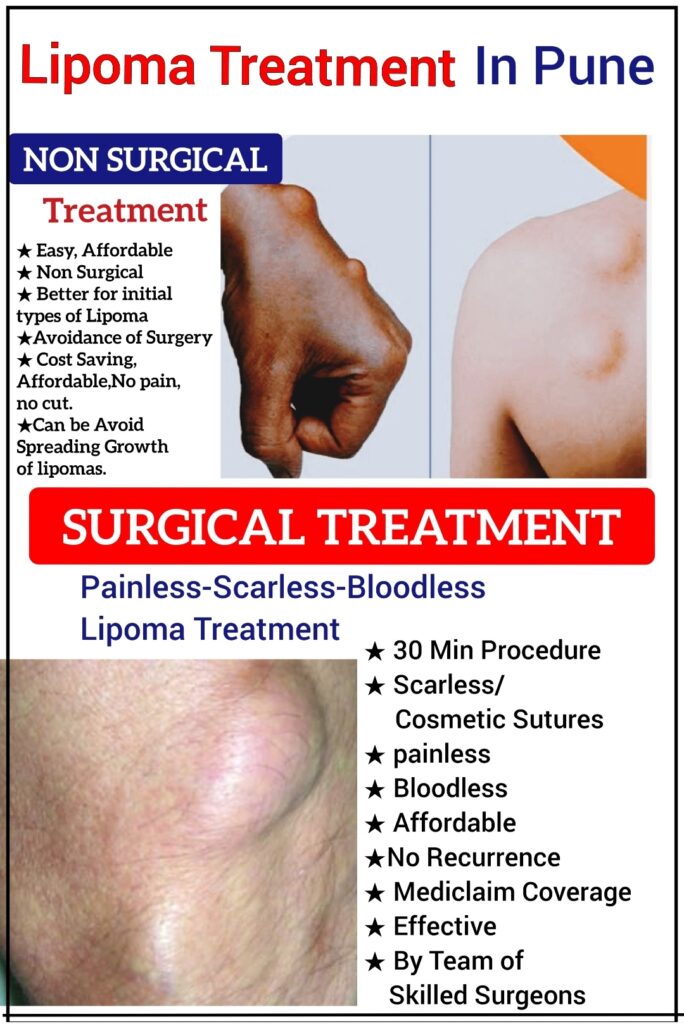 Lipoma Treatment In Pune
NON SURGICAL
Treatment
★ Easy, Affordable
★ Non Surgical
★ Better for initial
types of Lipoma
★Avoidance of Surgery
★ Cost Saving,
Affordable,No pain,
no cut.
★Can be Avoid
Spreading Growth
of lipomas.
SURGICAL TREATMENT
Painless-Scarless-Bloodless
Lipoma Treatment
★ 30 Min Procedure
★ Scarless/
Cosmetic Sutures
★ painless
★ Bloodless
★ Affordable
★No Recurrence
★ Mediclaim Coverage
★ Effective
★ By Team of
Skilled Surgeons